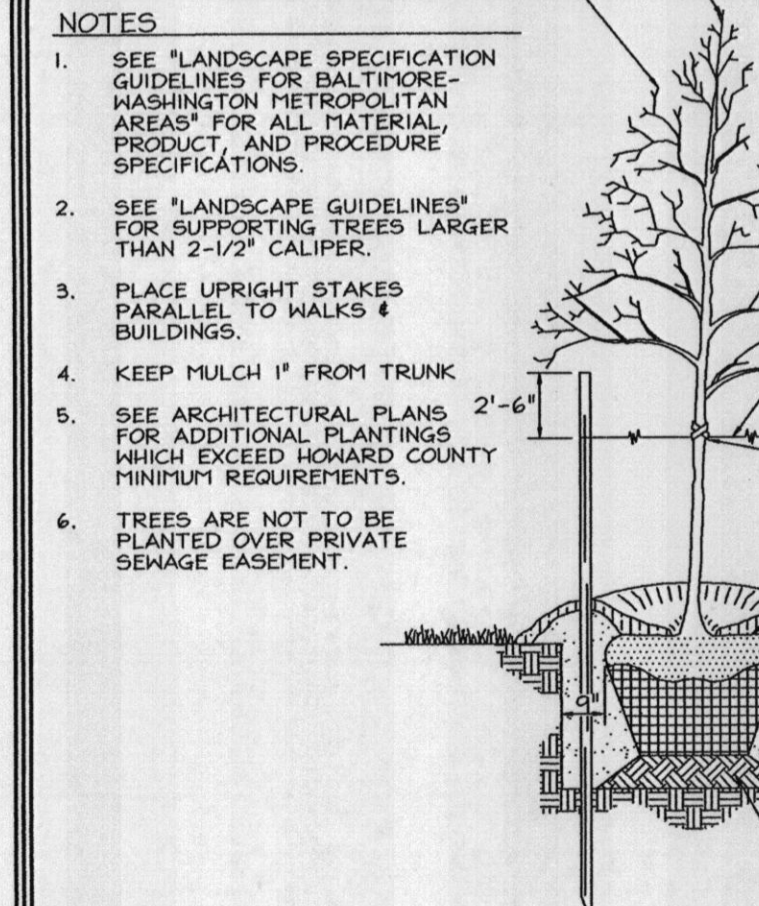 NOTES
1. SEE "LANDSCAPE SPECIFICATION
GUIDELINES FOR BALTIMORE-
WASHINGTON METROPOLITAN
AREAS" FOR ALL MATERIAL,
PRODUCT, AND PROCEDURE
SPECIFICATIONS.
2. SEE "LANDSCAPE GUIDELINES"
FOR SUPPORTING TREES LARGER
THAN 2-1/2" CALIPER.
3. PLACE UPRIGHT STAKES
PARALLEL TO WALKS &
BUILDINGS.
4. KEEP MULCH 1" FROM TRUNK
5. SEE ARCHITECTURAL PLANS
FOR ADDITIONAL PLANTINGS
WHICH EXCEED HOWARD COUNTY
MINIMUM REQUIREMENTS.
6. TREES ARE NOT TO BE
PLANTED OVER PRIVATE
SEWAGE EASEMENT.
2'-6"
9"